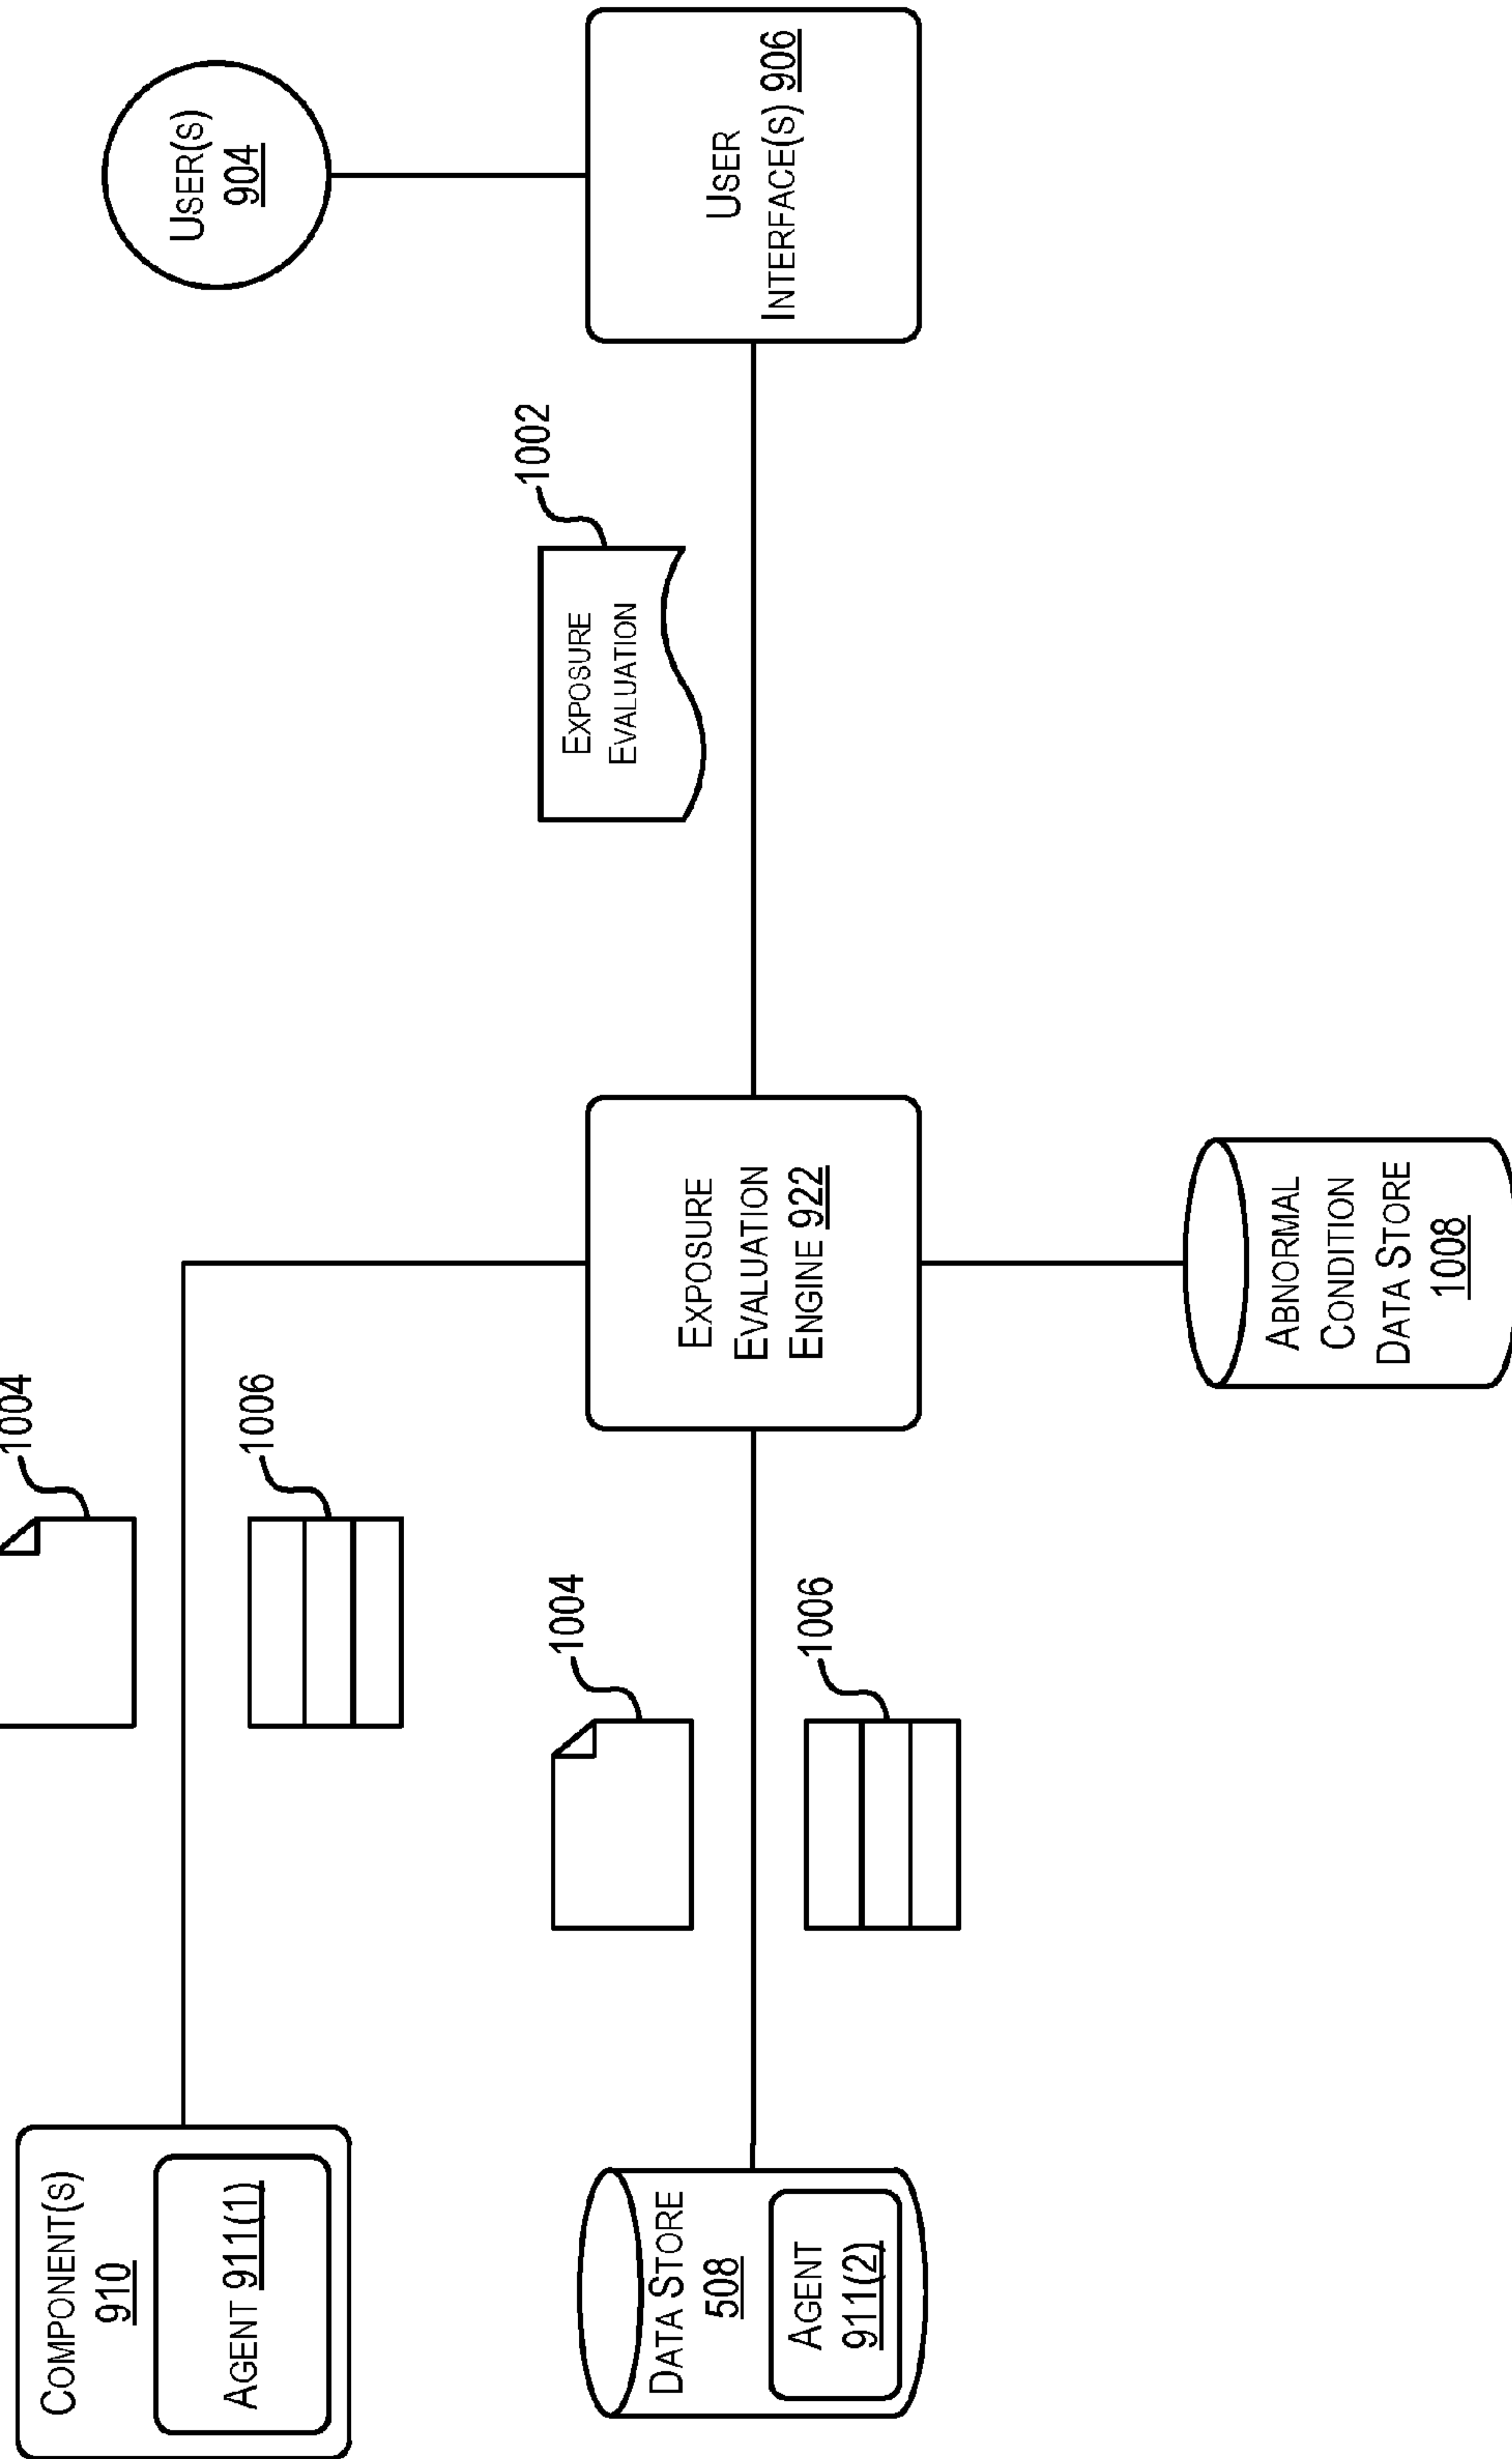 COMPONENT(S)
910
AGENT 911(1)
1004
1006
USER(S)
904
DATA STORE
508
AGENT
911(2)
1004
1006
EXPOSURE
EVALUATION
ENGINE 922
EXPOSURE
EVALUATION
1002
USER
INTERFACE(S) 906
ABNORMAL
CONDITION
DATA STORE
1008